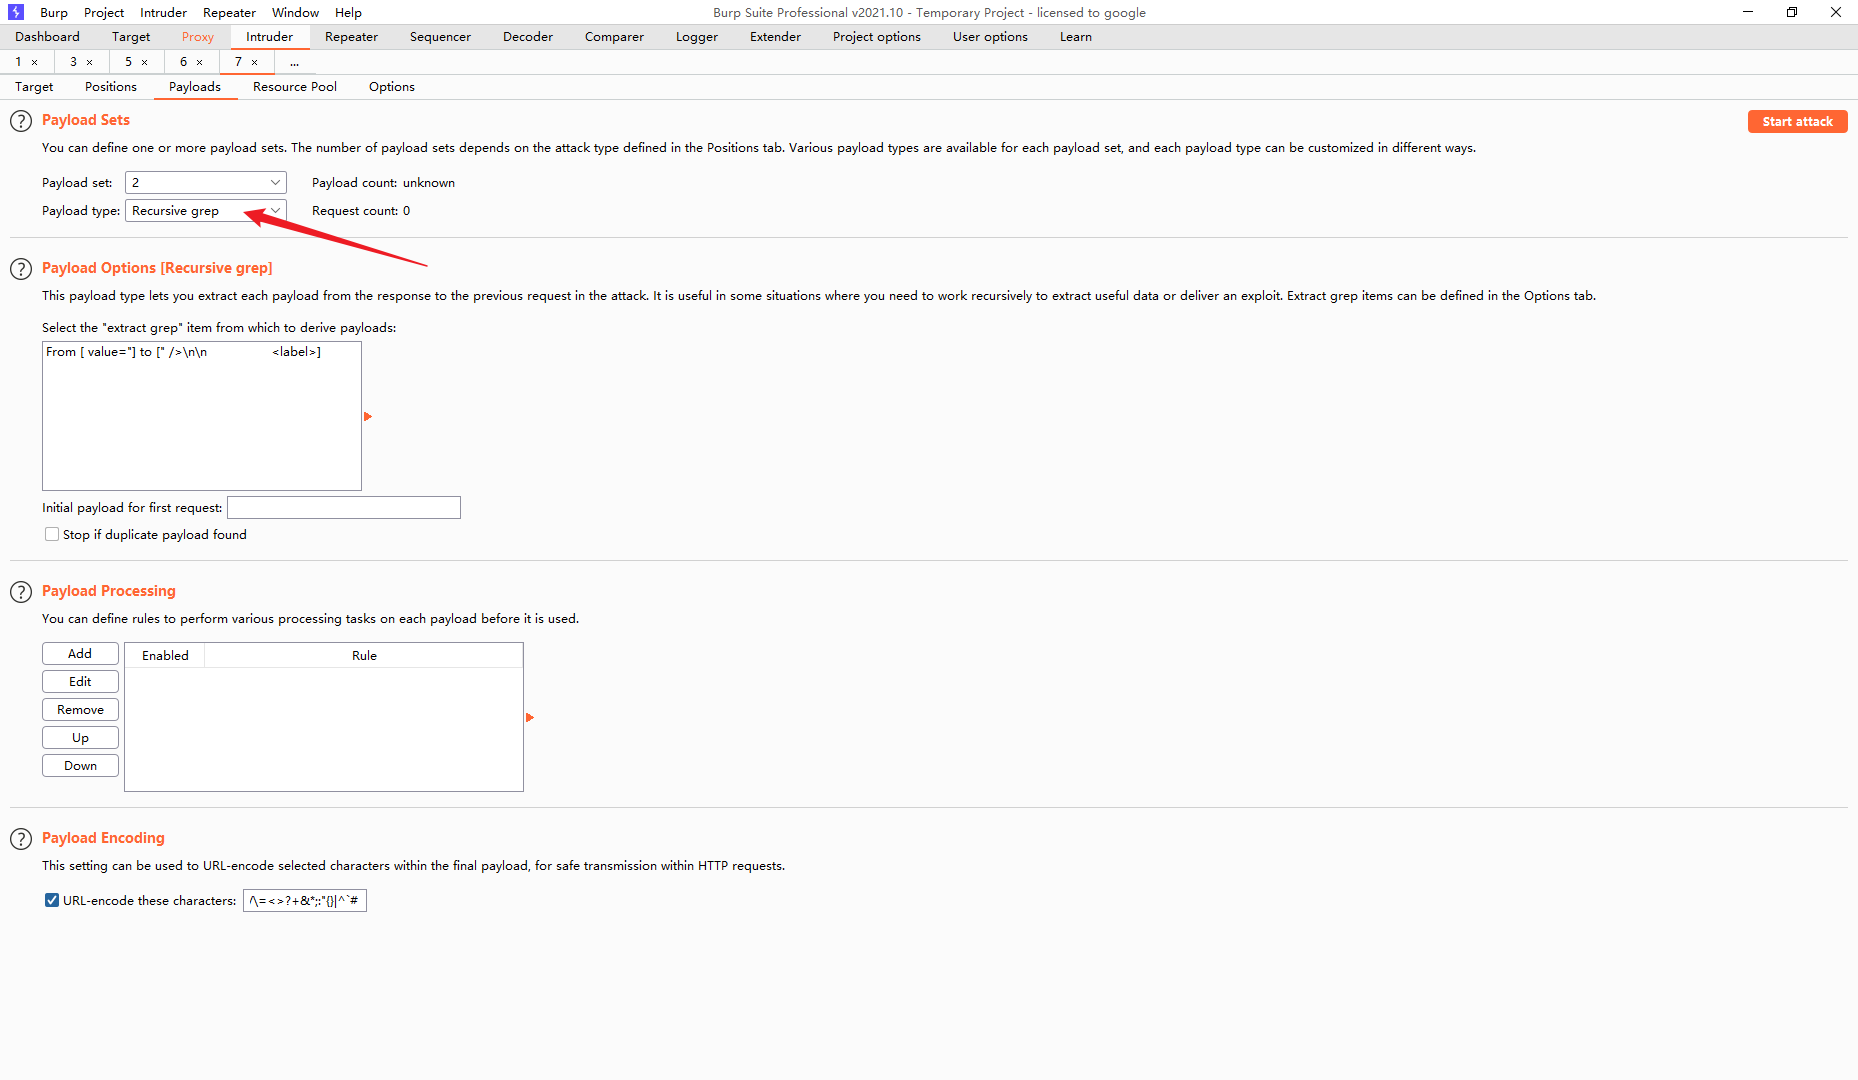 Burp Project Intruder Repeater Window Help
Burp Suite Professional v2021.10 - Temporary Project - licensed to google
Dashboard Target Proxy Intruder Repeater Sequencer Decoder Comparer Logger Extender Project options User options Learn
1 × 3 × 5 × 6 × 7 × ...
Target Positions Payloads Resource Pool Options
? Payload Sets
Start attack
You can define one or more payload sets. The number of payload sets depends on the attack type defined in the Positions tab. Various payload types are available for each payload set, and each payload type can be customized in different ways.
Payload set: 2 Payload count: unknown
Payload type: Recursive grep Request count: 0
? Payload Options [Recursive grep]
This payload type lets you extract each payload from the response to the previous request in the attack. It is useful in some situations where you need to work recursively to extract useful data or deliver an exploit. Extract grep items can be defined in the Options tab.
Select the "extract grep" item from which to derive payloads:
From [ value="] to [" />\n\n <label>]
Initial payload for first request:
Stop if duplicate payload found
? Payload Processing
You can define rules to perform various processing tasks on each payload before it is used.
Add
Enabled Rule
Edit
Remove
Up
Down
? Payload Encoding
This setting can be used to URL-encode selected characters within the final payload, for safe transmission within HTTP requests.
URL-encode these characters: /\=<>?+&*;:"{}|^`#